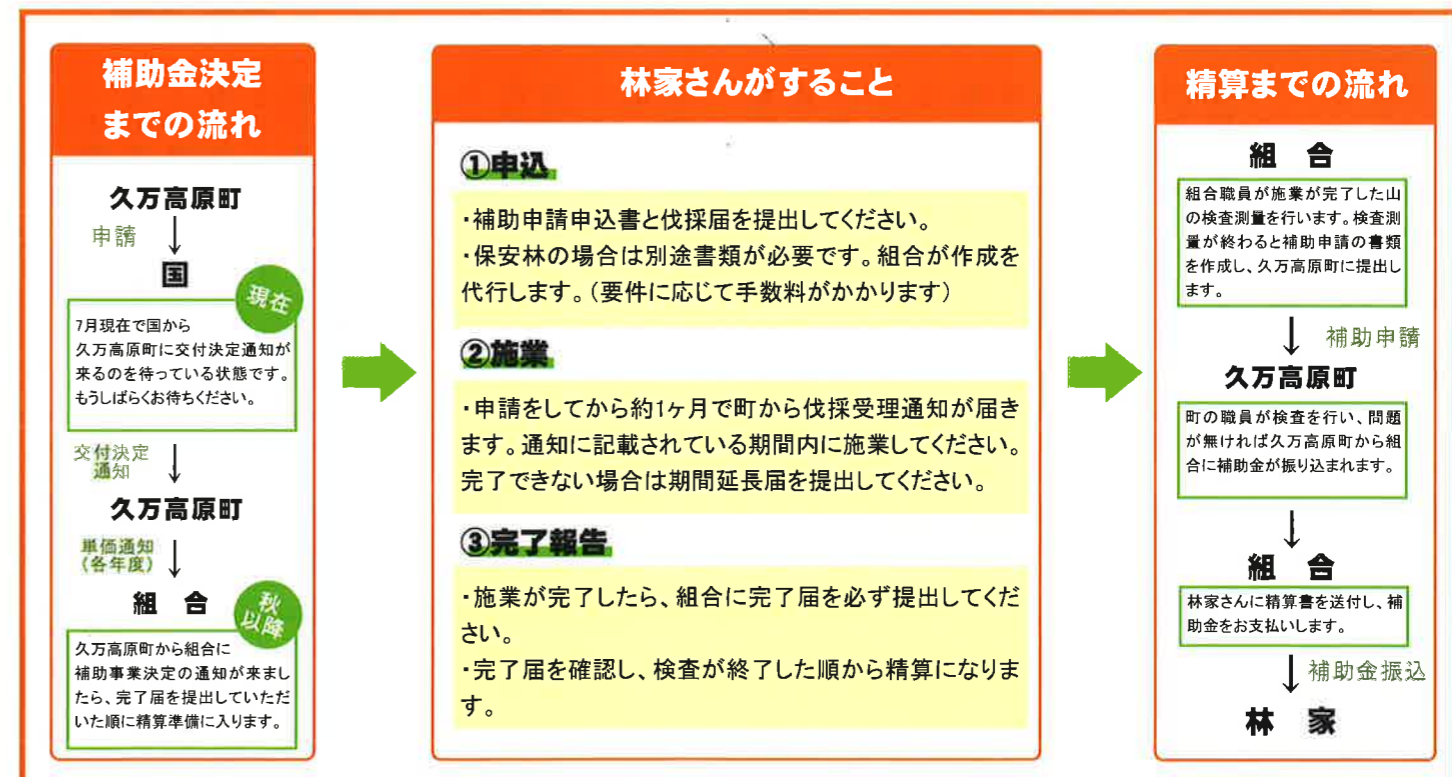 補助金決定
までの流れ
久万高原町
申請
国
現在
7月現在で国から
久万高原町に交付決定通知が
来るのを待っている状態です。
もうしばらくお待ちください。
交付決定
通知
久万高原町
単価通知
(各年度)
組 合
秋
以降
久万高原町から組合に
補助事業決定の通知が来まし
たら、完了届を提出していただ
いた順に精算準備に入ります。
林家さんがすること
①申込
・補助申請申込書と伐採届を提出してください。
・保安林の場合は別途書類が必要です。組合が作成を
代行します。(要件に応じて手数料がかかります)
②施業
・申請をしてから約1ヶ月で町から伐採受理通知が届き
ます。通知に記載されている期間内に施業してください。
完了できない場合は期間延長届を提出してください。
③完了報告
・施業が完了したら、組合に完了届を必ず提出してくだ
さい。
・完了届を確認し、検査が終了した順から精算になりま
す。
精算までの流れ
組 合
組合職員が施業が完了した山
の検査測量を行います。検査測
量が終わると補助申請の書類
を作成し、久万高原町に提出し
ます。
補助申請
久万高原町
町の職員が検査を行い、問題
が無ければ久万高原町から組
合に補助金が振り込まれます。
組 合
林家さんに精算書を送付し、補
助金をお支払いします。
補助金振込
林 家